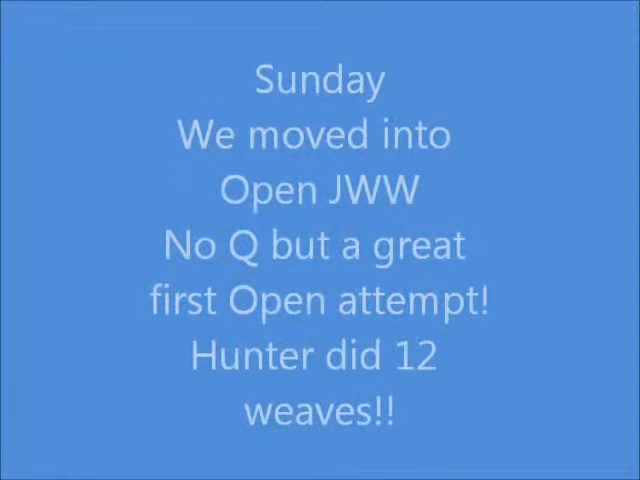 Sunday
We moved into
Open JWW
No Q but a great
first Open attempt!
Hunter did 12
weaves!!